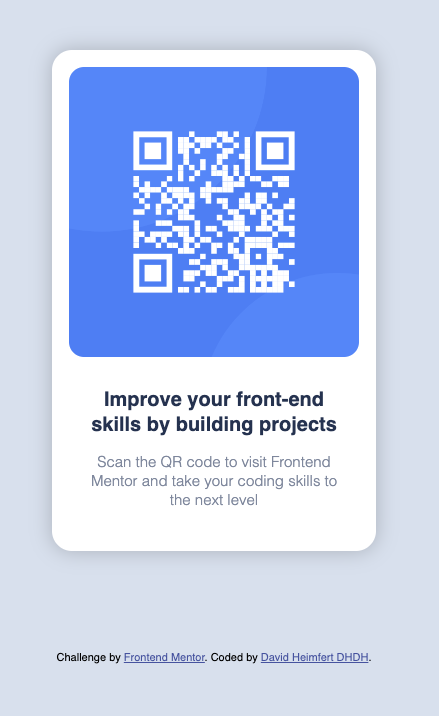 Improve your front-end
skills by building projects
Scan the QR code to visit Frontend
Mentor and take your coding skills to
the next level
Challenge by Frontend Mentor. Coded by David Heimfert DHDH.